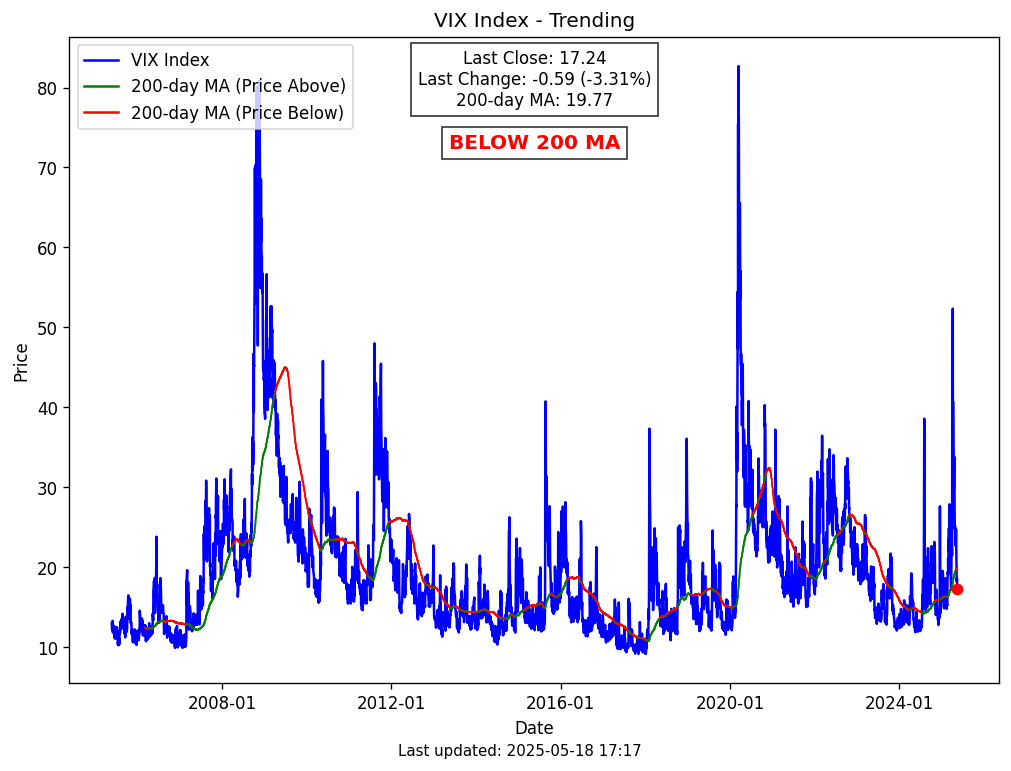 VIX Index - Trending
VIX Index
200-day MA (Price Above)
200-day MA (Price Below)
Last Close: 17.24
Last Change: -0.59 (-3.31%)
200-day MA: 19.77
BELOW 200 MA
Price
80
70
60
50
40
30
20
10
2008-01
2012-01
2016-01
2020-01
2024-01
Date
Last updated: 2025-05-18 17:17